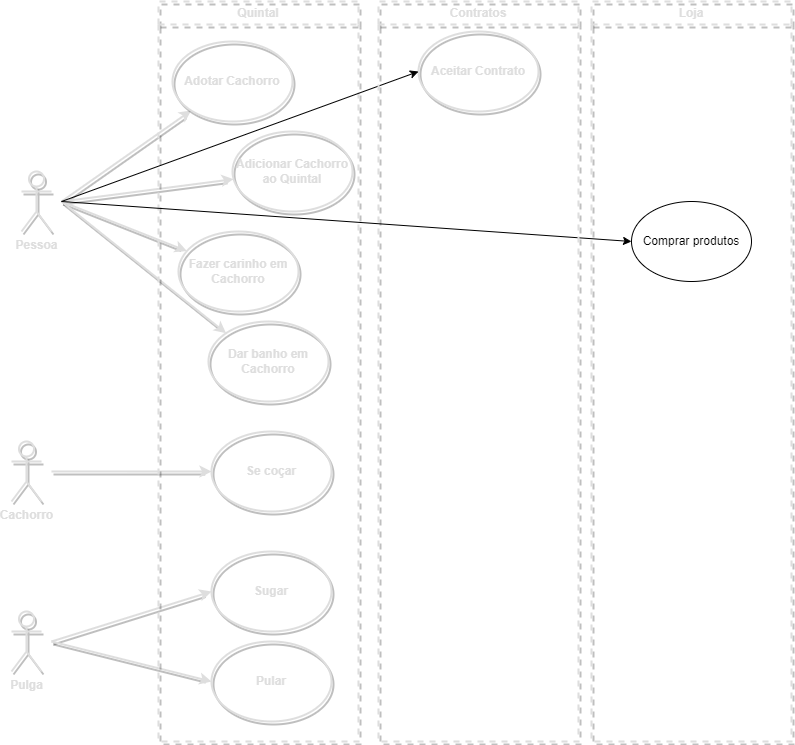 Quintal
Contratos
Loja
Adotar Cachorro
Aceitar Contrato
Adicionar Cachorro
ao Quintal
Pessoa
Comprar produtos
Fazer carinho em
Cachorro
Dar banho em
Cachorro
Se coçar
Cachorro
Sugar
Pulga
Pular